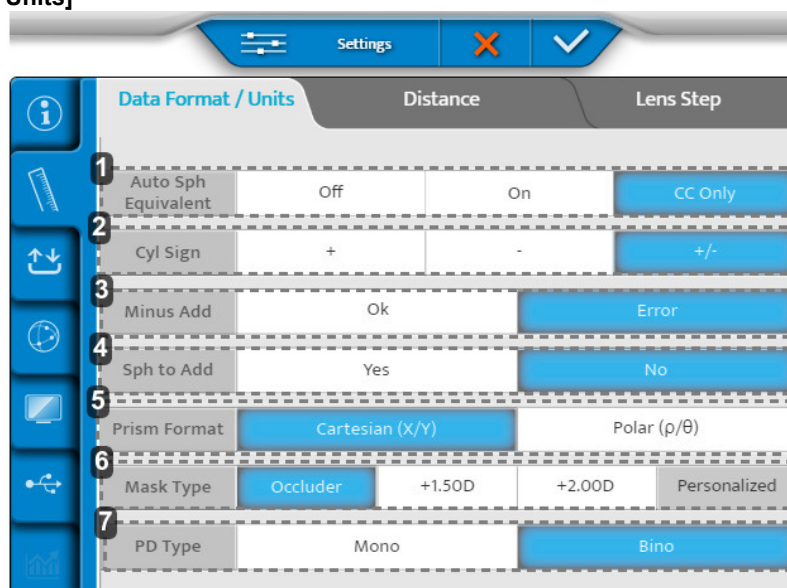 Units]
Settings
Data Format / Units Distance Lens Step
1
Auto Sph Off On CC Only
Equivalent
2
Cyl Sign + - +/-
3
Minus Add Ok Error
4
Sph to Add Yes No
5
Prism Format Cartesian (X/Y) Polar (ρ/θ)
6
Mask Type Occluder +1.50D +2.00D Personalized
7
PD Type Mono Bino